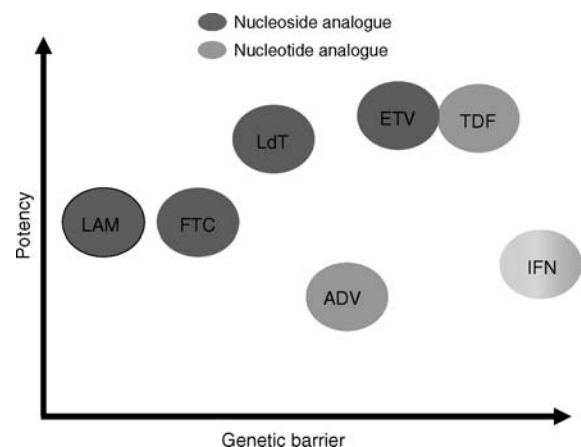 Nucleoside analogue
Nucleotide analogue
ETV
TDF
LdT
LAM
FTC
IFN
ADV
Potency
Genetic barrier